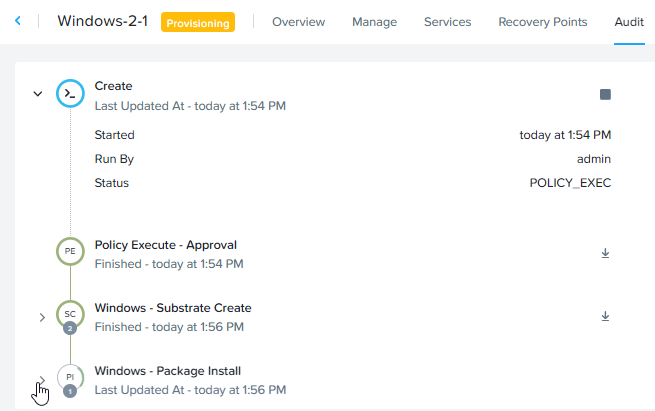 Windows-2-1 Provisioning Overview Manage Services Recovery Points Audit
Create
Last Updated At - today at 1:54 PM
Started today at 1:54 PM
Run By admin
Status POLICY_EXEC
PE Policy Execute - Approval
Finished - today at 1:54 PM
SC Windows - Substrate Create
2 Finished - today at 1:56 PM
PI Windows - Package Install
1 Last Updated At - today at 1:56 PM